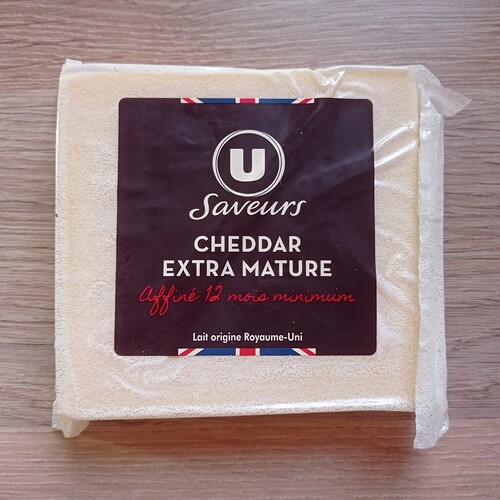 U
Saveurs
CHEDDAR
EXTRA MATURE
Affiné 12 mois minimum
Lait origine Royaume-Uni